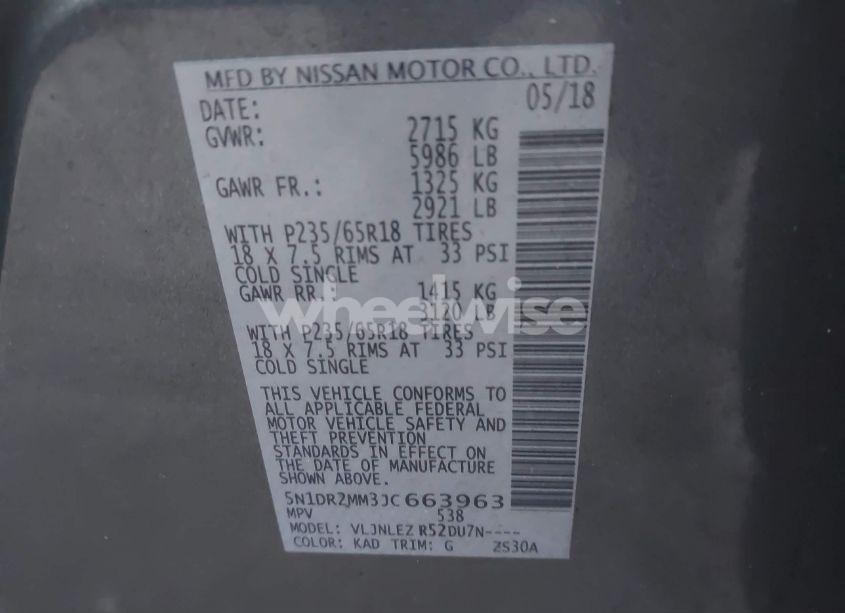 MFD BY NISSAN MOTOR CO., LTD.
DATE: 05/18
GVWR: 2715 KG
5986 LB
GAWR FR.: 1325 KG
2921 LB
WITH P235/65R18 TIRES
18 X 7.5 RIMS AT 33 PSI
COLD SINGLE
GAWR RR.: 1415 KG
3120 LB
WITH P235/65R18 TIRES
18 X 7.5 RIMS AT 33 PSI
COLD SINGLE
THIS VEHICLE CONFORMS TO
ALL APPLICABLE FEDERAL
MOTOR VEHICLE SAFETY AND
THEFT PREVENTION
STANDARDS IN EFFECT ON
THE DATE OF MANUFACTURE
SHOWN ABOVE.
5N1DR2MM3JC663963
MPV 538
MODEL: VLJNLEZ R52DU7N----
COLOR: KAD TRIM: G ZS30A
wheelwise